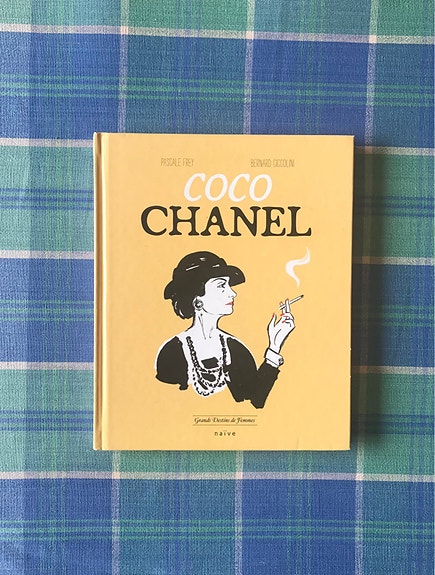 PASCALE FREY BERNARD CICCOLINI
COCO
CHANEL
Grands Destins de Femmes
naïve